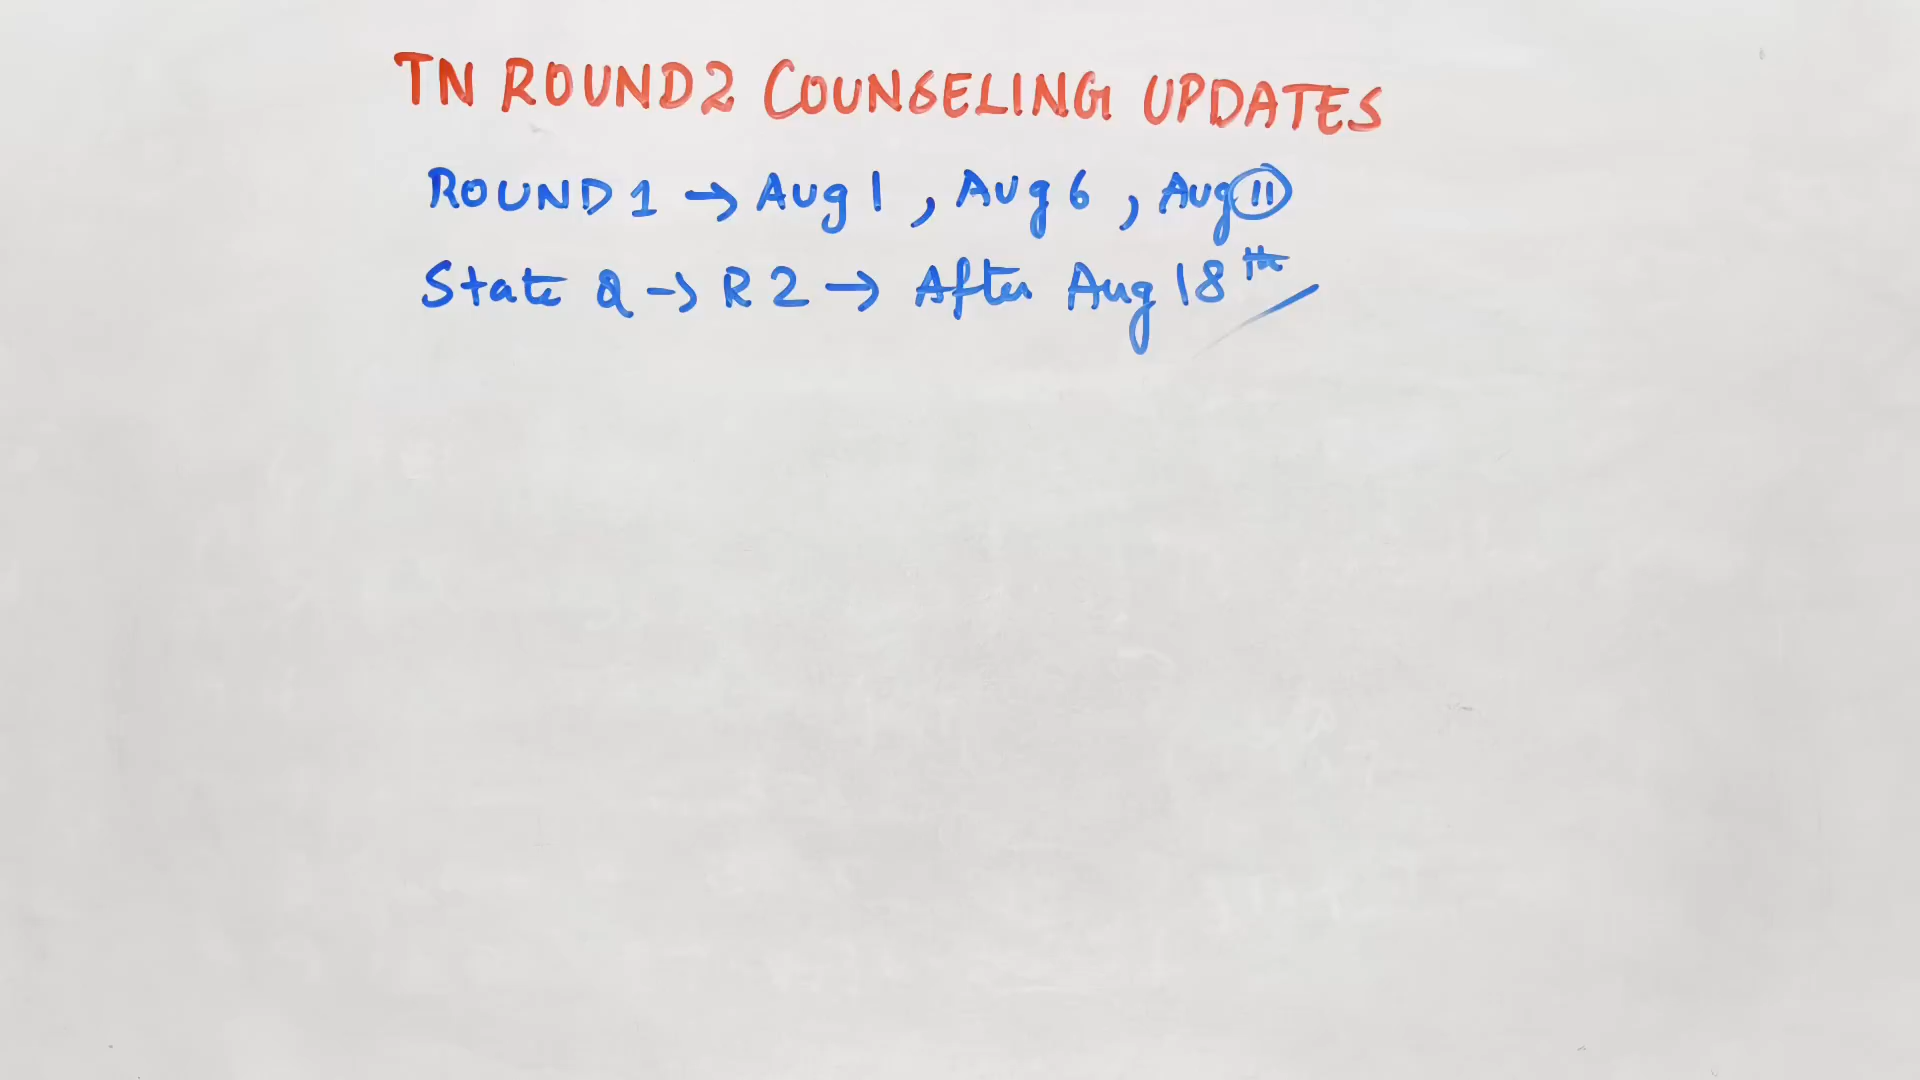 TN ROUND2 COUNSELING UPDATES
ROUND 1 → Aug 1, Aug 6, Aug 11
State Q → R 2 → After Aug 18th